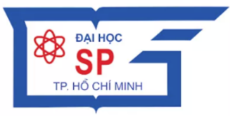 ĐẠI HỌC
SP
TP. HỒ CHÍ MINH